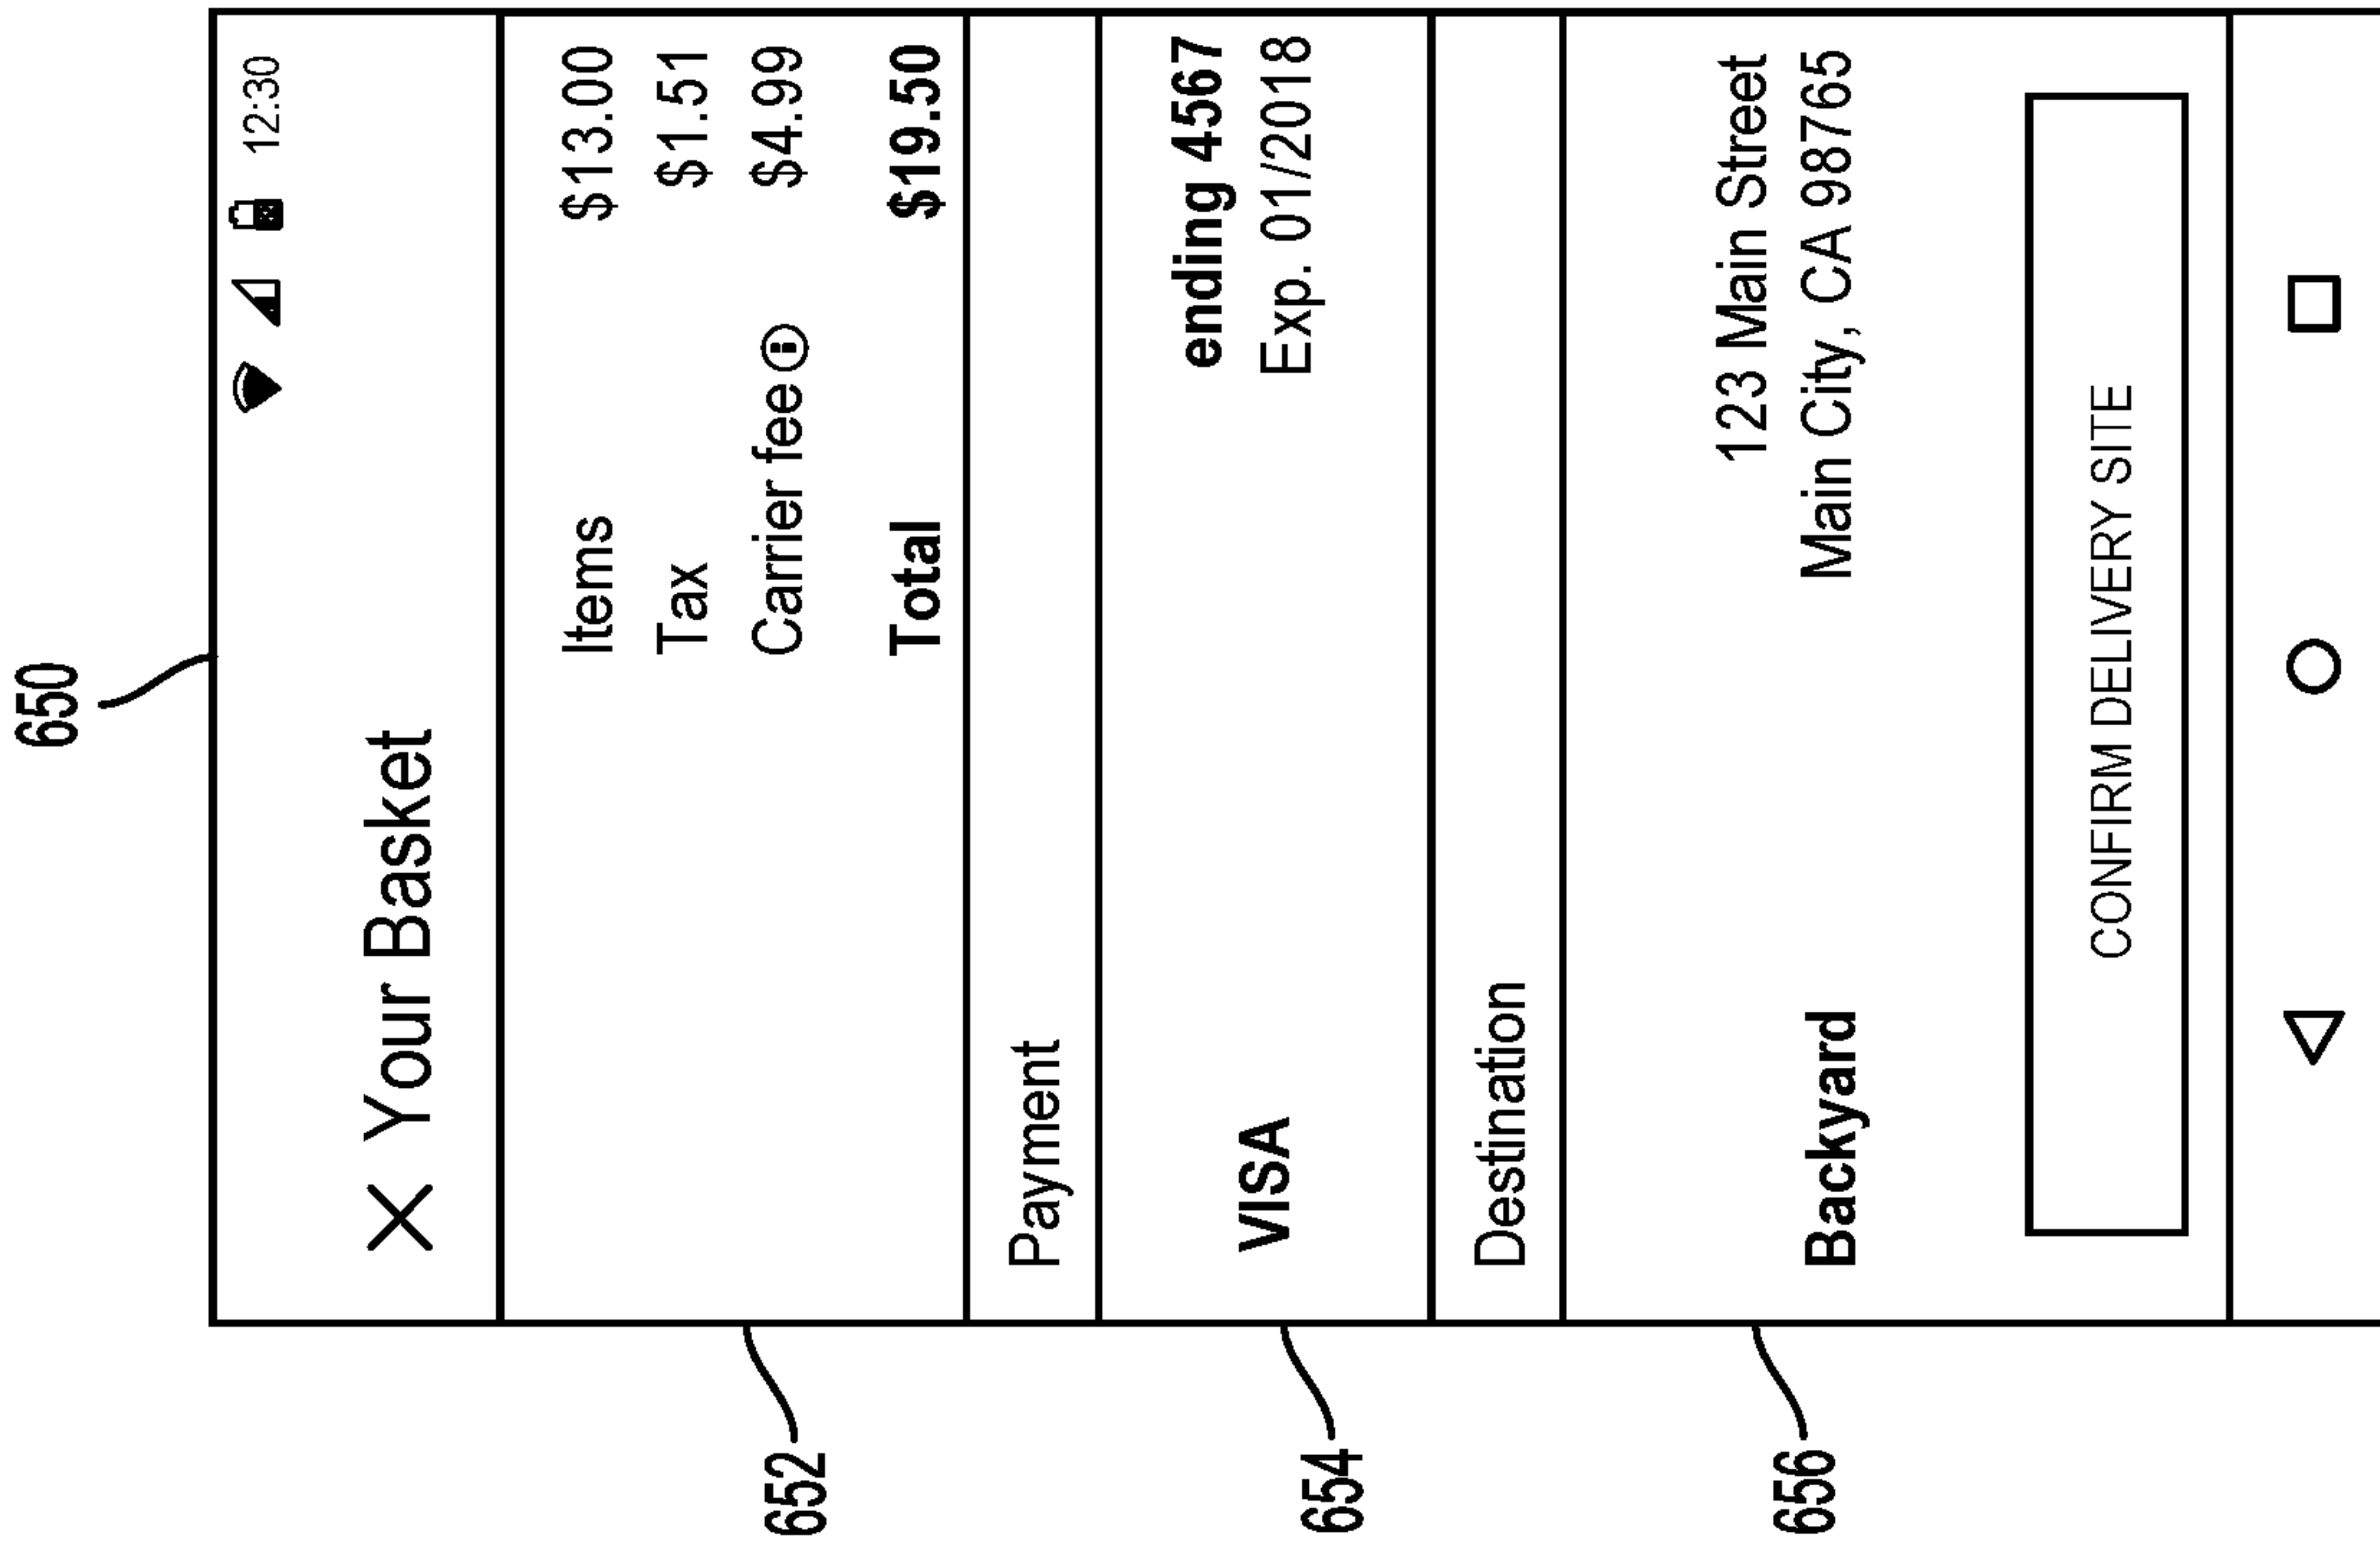 650
12:30
X Your Basket
Items $13.00
Tax $1.51
Carrier fee $4.99
Total $19.50
652
Payment
ending 4567
VISA
Exp. 01/2018
654
Destination
123 Main Street
Backyard Main City, CA 98765
656
CONFIRM DELIVERY SITE